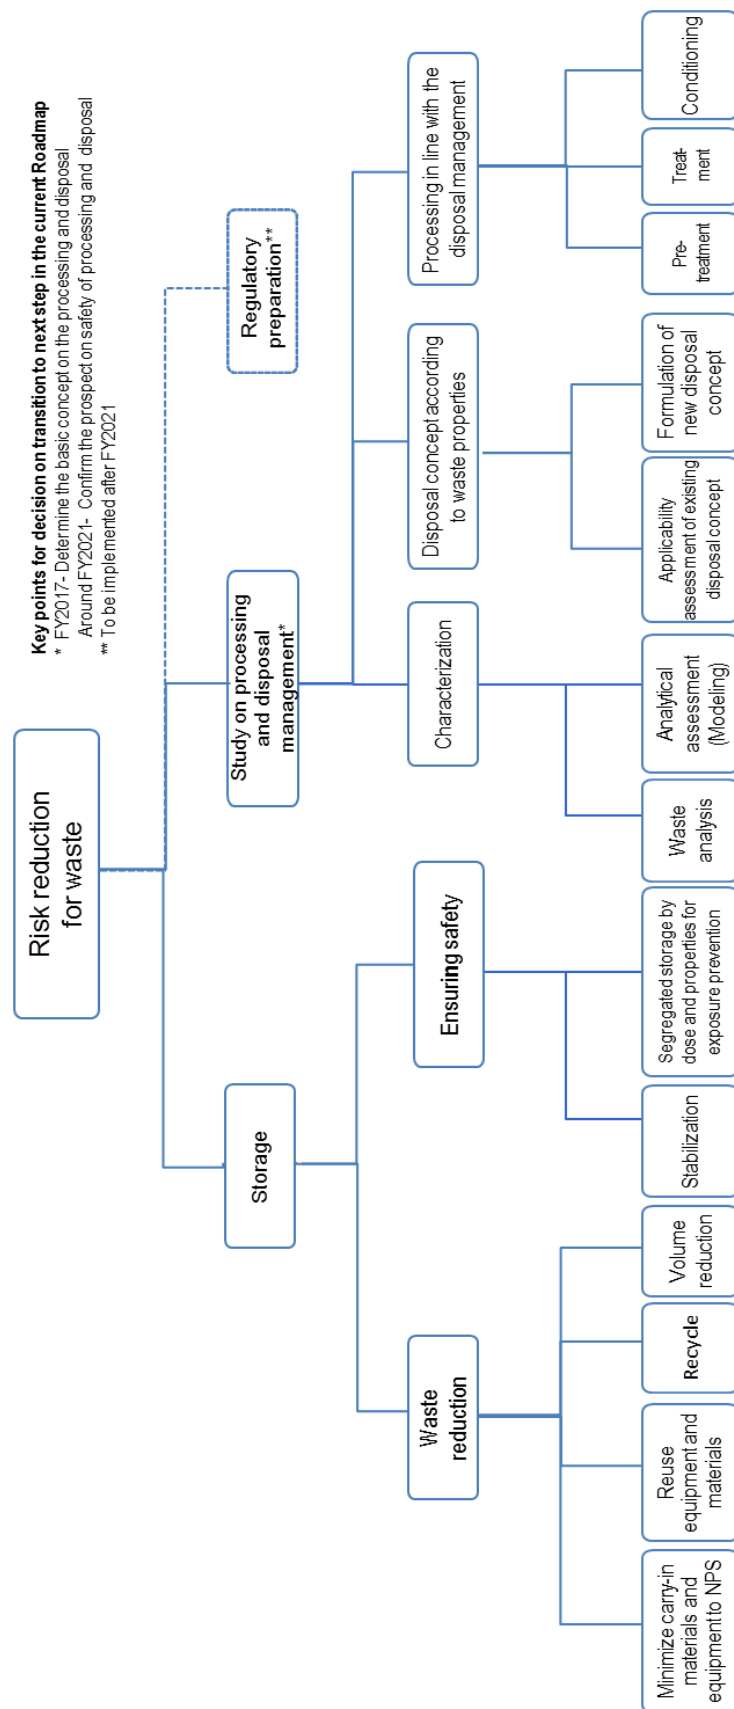 Risk reduction
for waste
Key points for decision on transition to next step in the current Roadmap
* FY2017- Determine the basic concept on the processing and disposal
Around FY2021- Confirm the prospect on safety of processing and disposal
** To be implemented after FY2021
Storage
Study on processing
and disposal
management*
Regulatory
preparation**
Waste
reduction
Ensuring safety
Characterization
Disposal concept according
to waste properties
Processing in line with the
disposal management
Minimize carry-in
materials and
equipment to NPS
Reuse
equipment and
materials
Recycle
Volume
reduction
Stabilization
Segregated storage by
dose and properties for
exposure prevention
Waste
analysis
Analytical
assessment
(Modeling)
Applicability
assessment of existing
disposal concept
Formulation of
new disposal
concept
Pre-
treatment
Treat-
ment
Conditioning